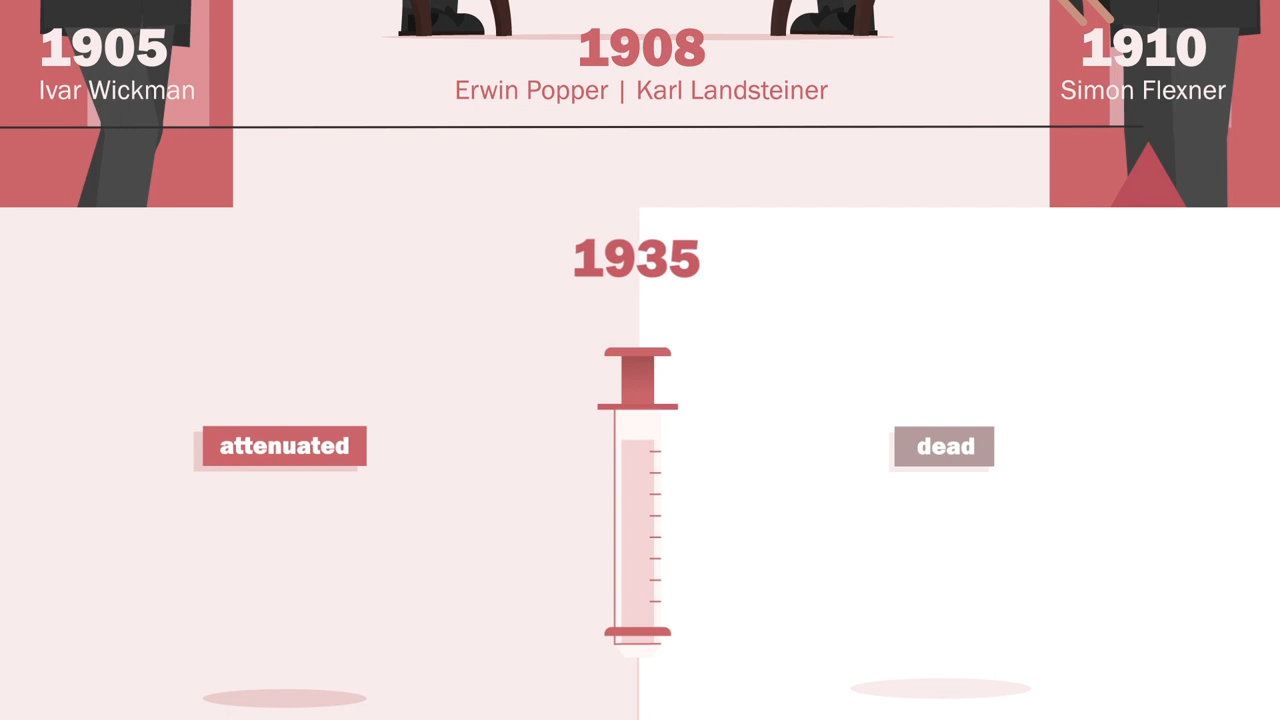 1905
Ivar Wickman
1908
Erwin Popper | Karl Landsteiner
1910
Simon Flexner
1935
attenuated
dead